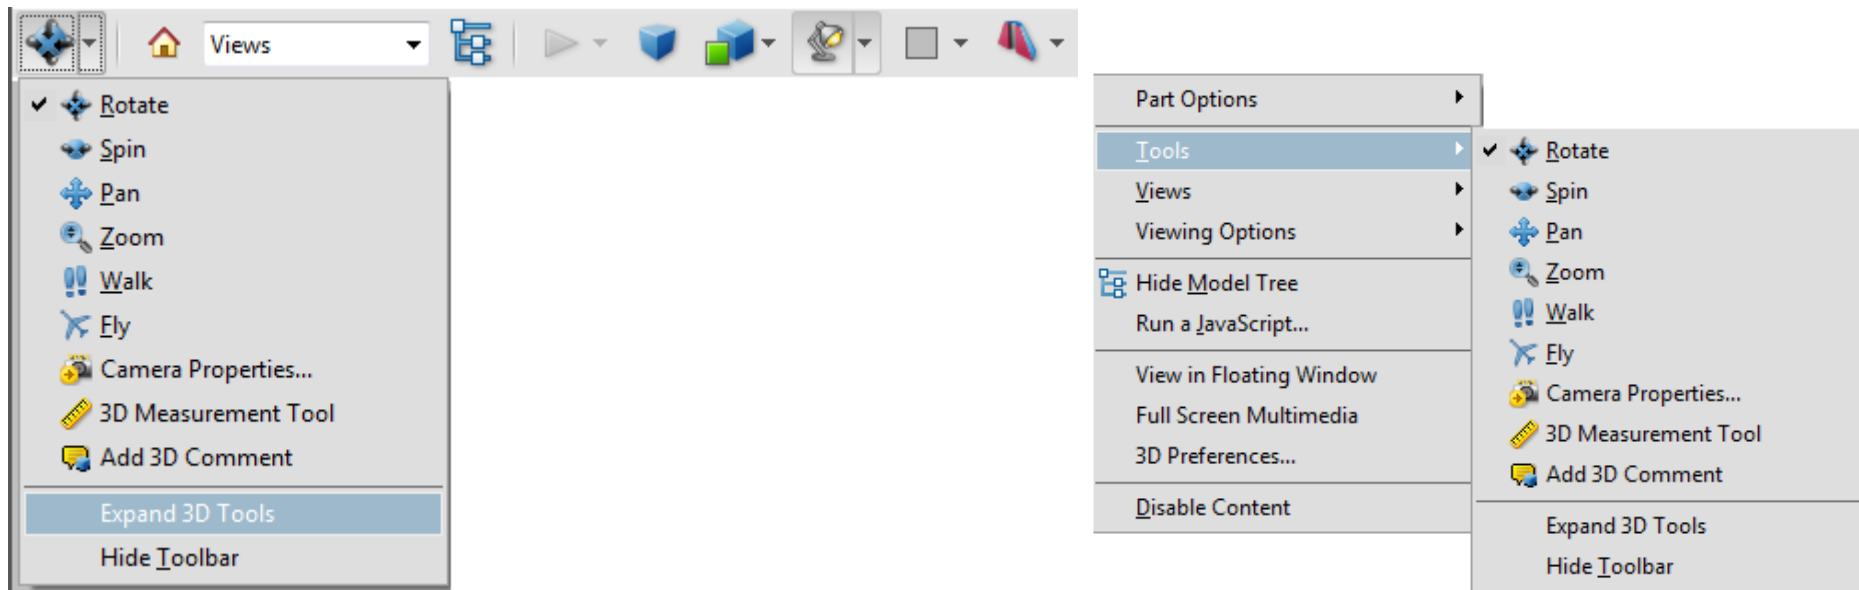 Views
Rotate
Spin
Pan
Zoom
Walk
Fly
Camera Properties...
3D Measurement Tool
Add 3D Comment
Expand 3D Tools
Hide Toolbar
Part Options
Tools
Views
Viewing Options
Hide Model Tree
Run a JavaScript...
View in Floating Window
Full Screen Multimedia
3D Preferences...
Disable Content
Rotate
Spin
Pan
Zoom
Walk
Fly
Camera Properties...
3D Measurement Tool
Add 3D Comment
Expand 3D Tools
Hide Toolbar